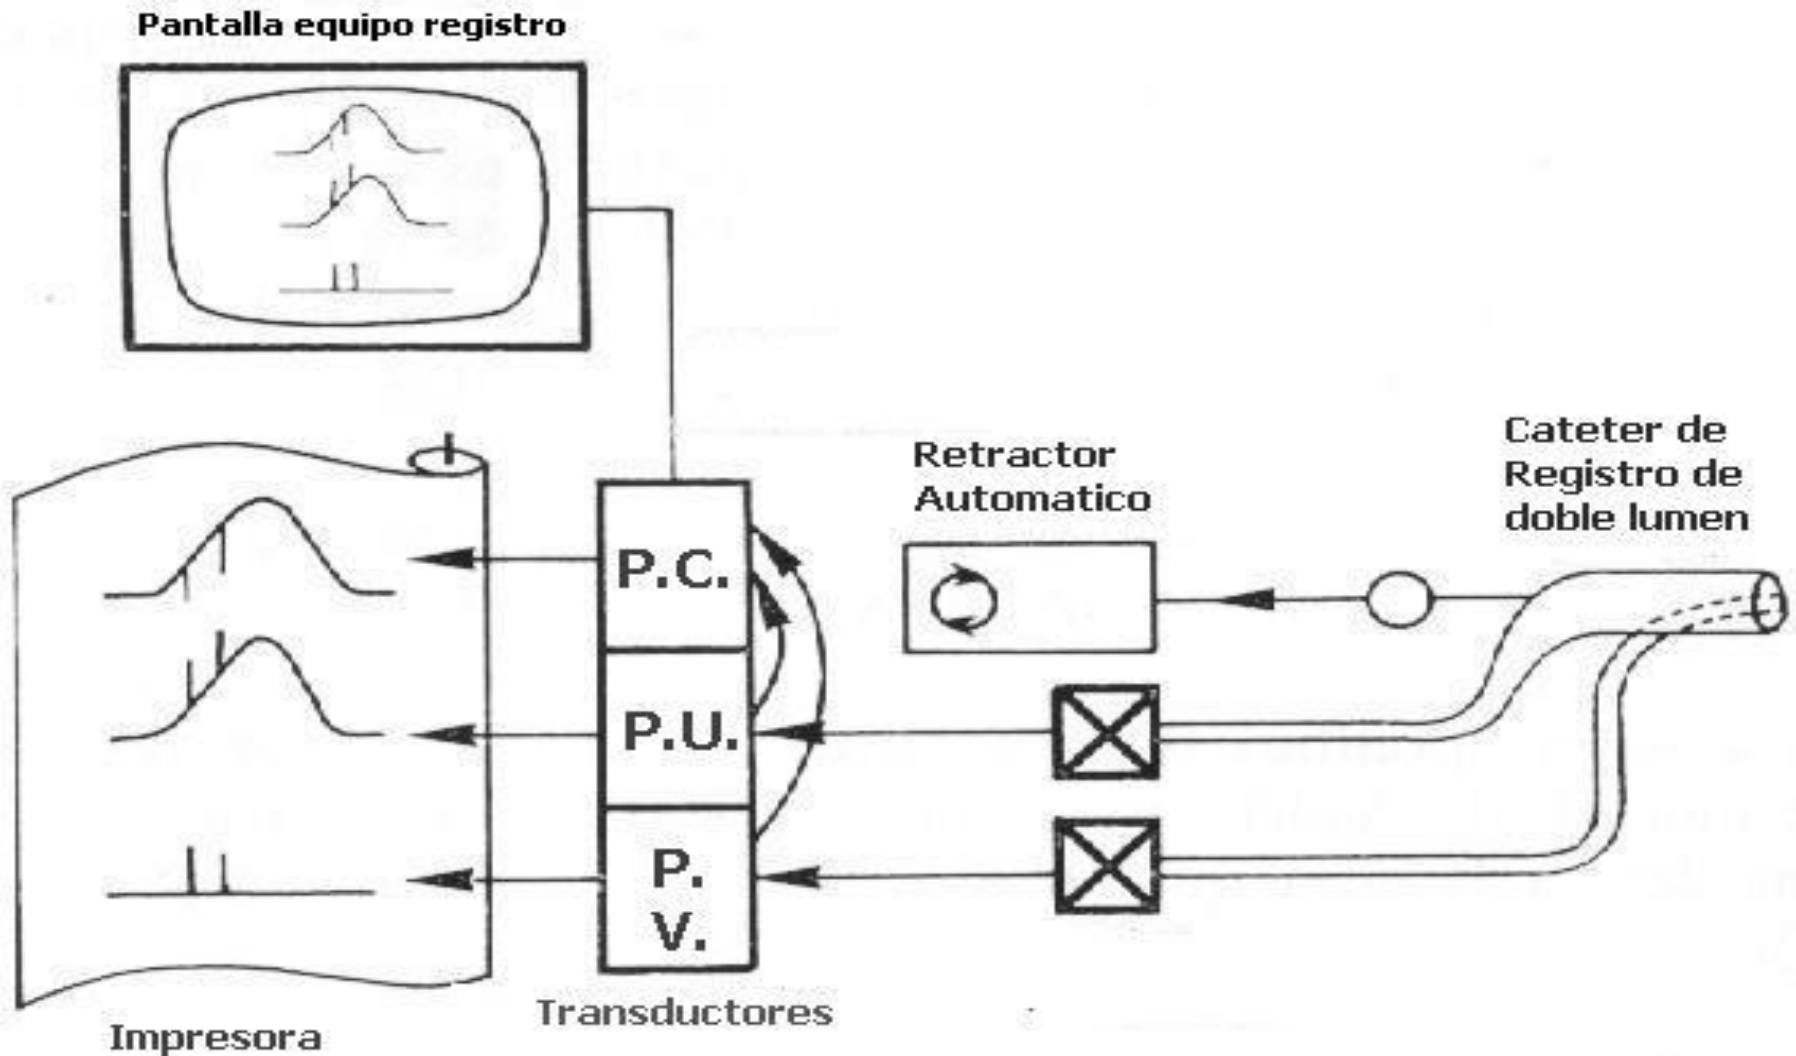 Pantalla equipo registro
Retractor
Automatico
Cateter de
Registro de
doble lumen
P.C.
P.U.
P.
V.
Transductores
Impresora